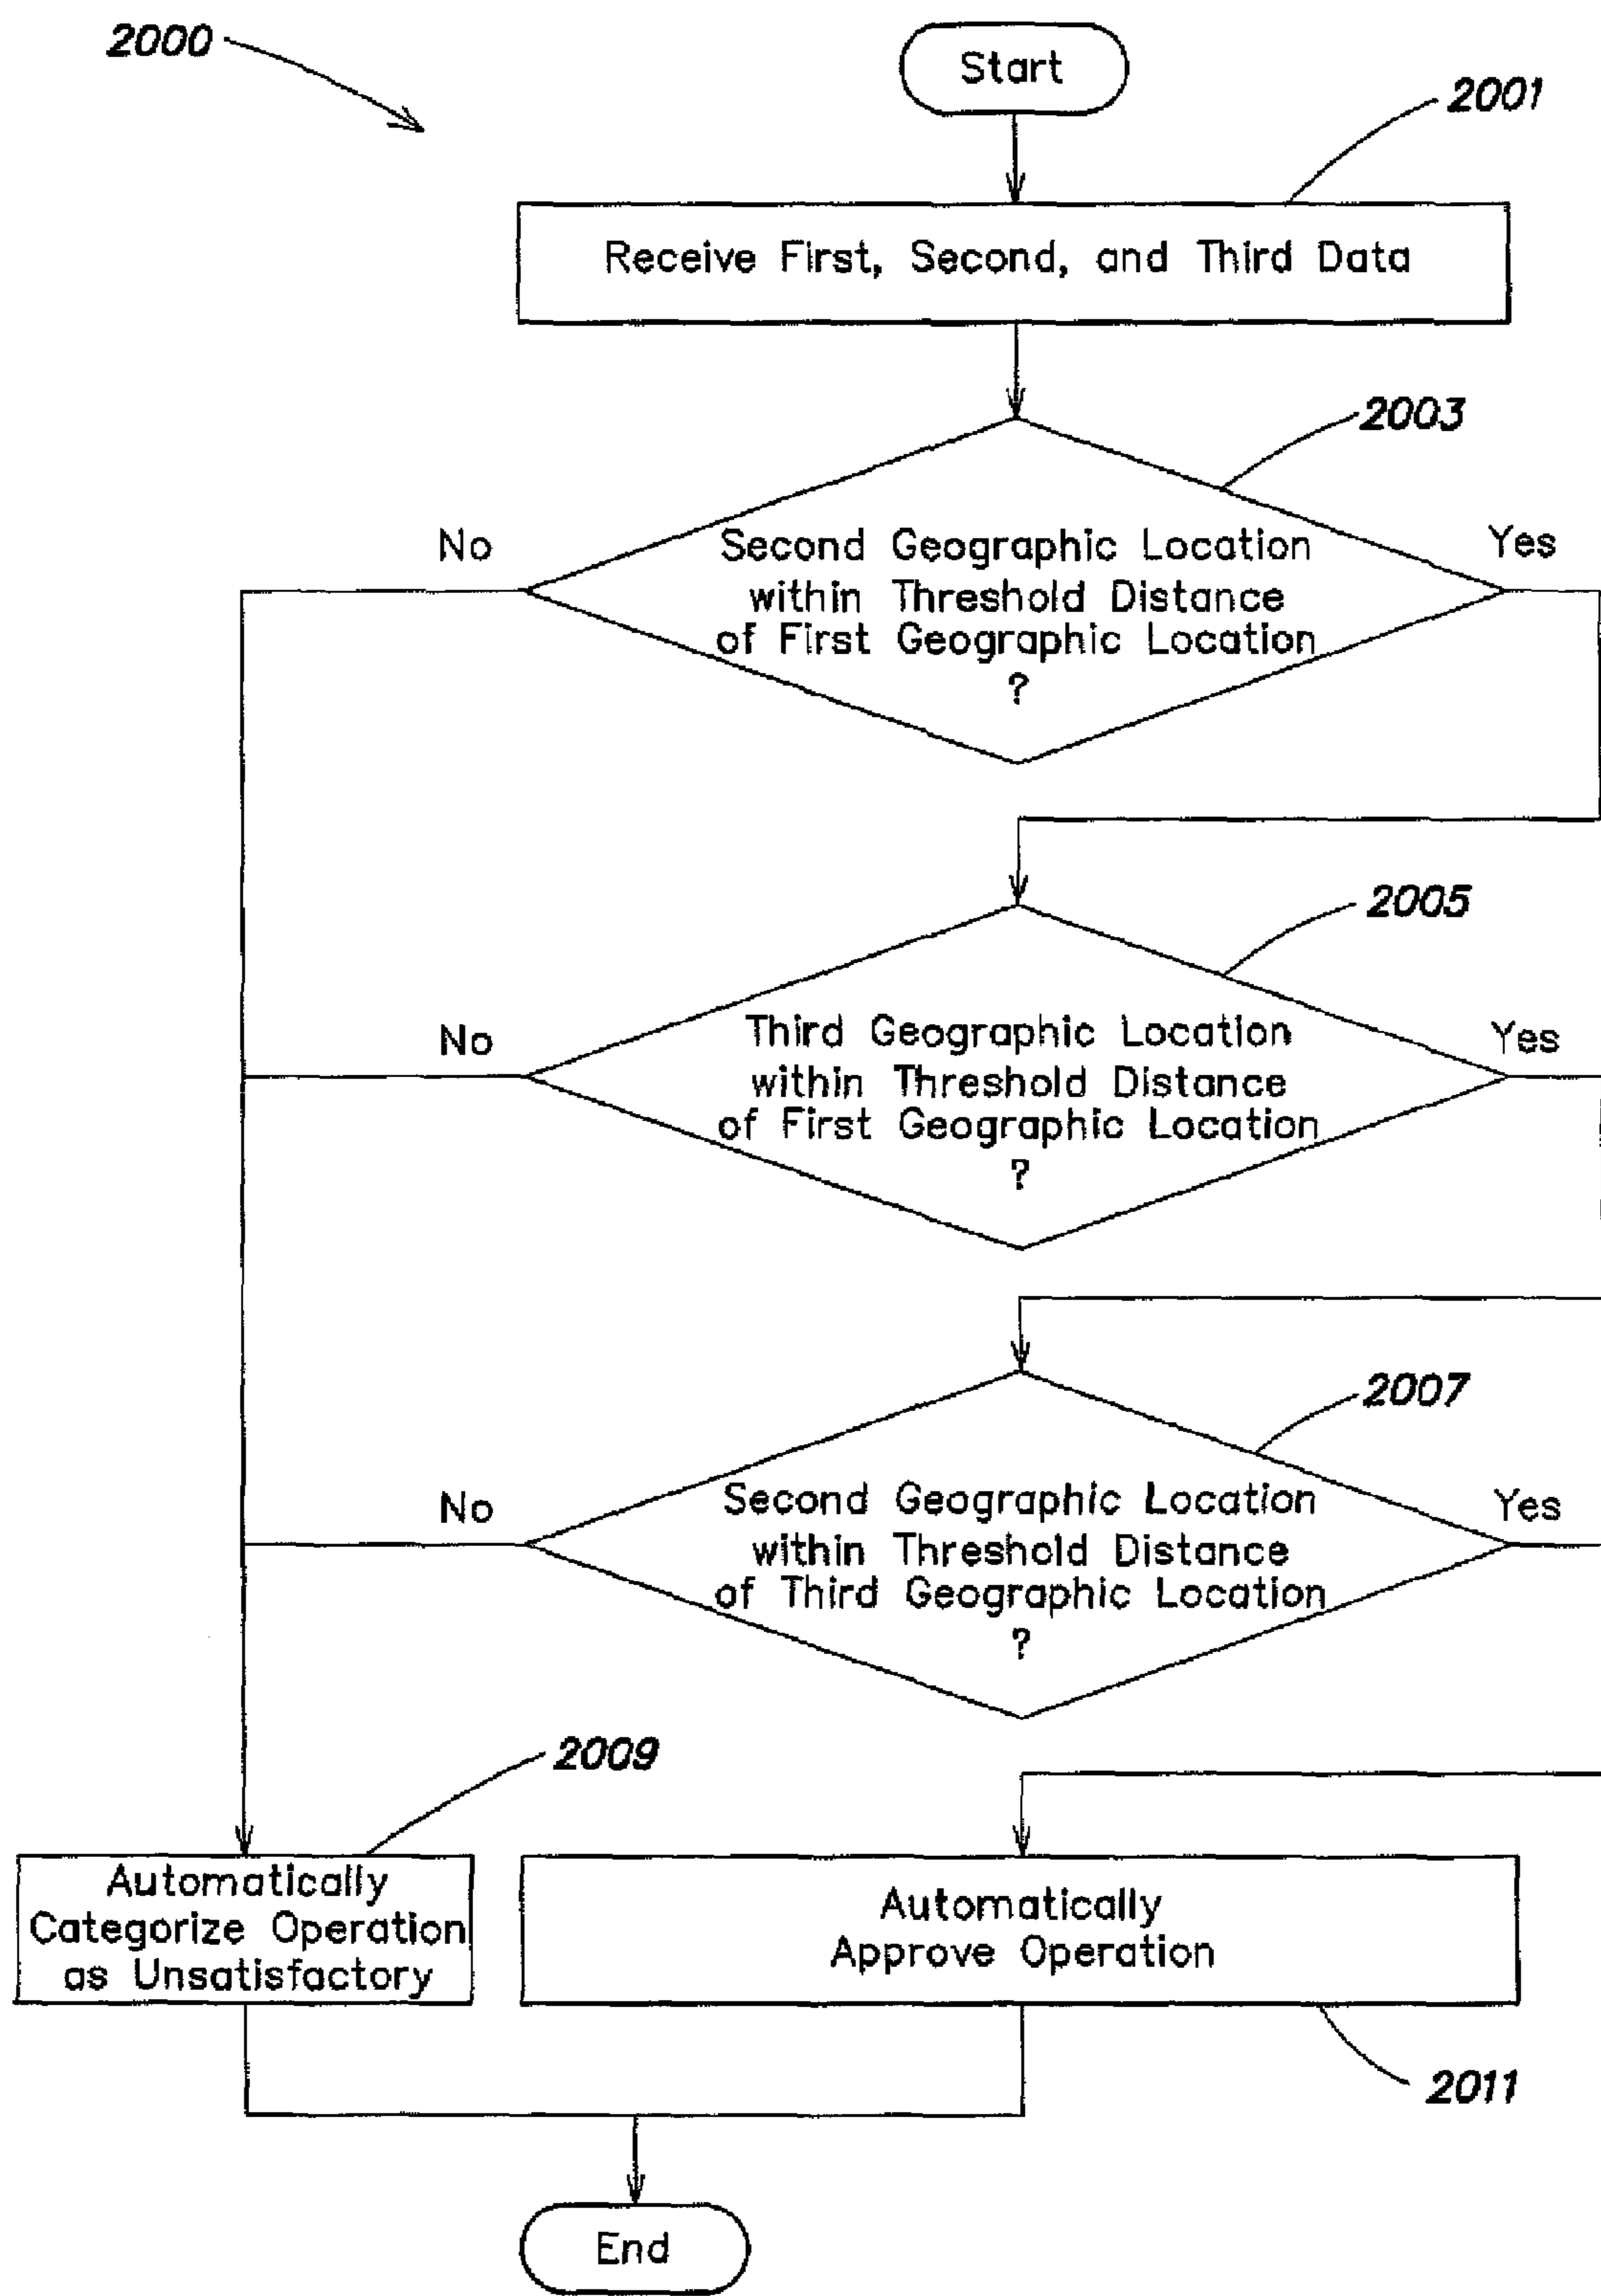 2000
Start
2001
Receive First, Second, and Third Data
2003
No
Second Geographic Location
within Threshold Distance
of First Geographic Location
?
Yes
2005
No
Third Geographic Location
within Threshold Distance
of First Geographic Location
?
Yes
2007
No
Second Geographic Location
within Threshold Distance
of Third Geographic Location
?
Yes
2009
Automatically
Categorize Operation
as Unsatisfactory
Automatically
Approve Operation
2011
End